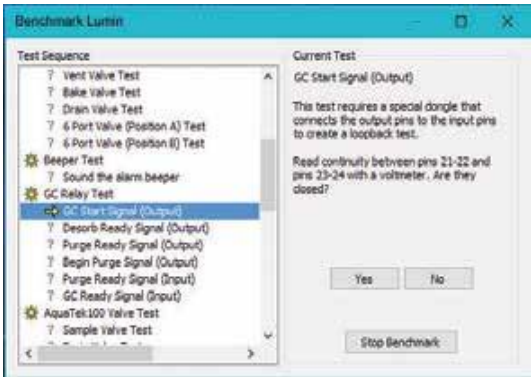 Benchmark Lumin
Test Sequence
? Vent Valve Test
? Bake Valve Test
? Drain Valve Test
? 6 Port Valve (Position A) Test
? 6 Port Valve (Position B) Test
Beeper Test
? Sound the alarm beeper
GC Relay Test
GC Start Signal (Output)
? Desorb Ready Signal (Output)
? Purge Ready Signal (Output)
? Begin Purge Signal (Output)
? Purge Ready Signal (Input)
? GC Ready Signal (Input)
AquaTek100 Valve Test
? Sample Valve Test
Current Test
GC Start Signal (Output)
This test requires a special dongle that
connects the output pins to the input pins
to create a loopback test.
Read continuity between pins 21-22 and
pins 23-24 with a voltmeter. Are they
closed?
Yes
No
Stop Benchmark